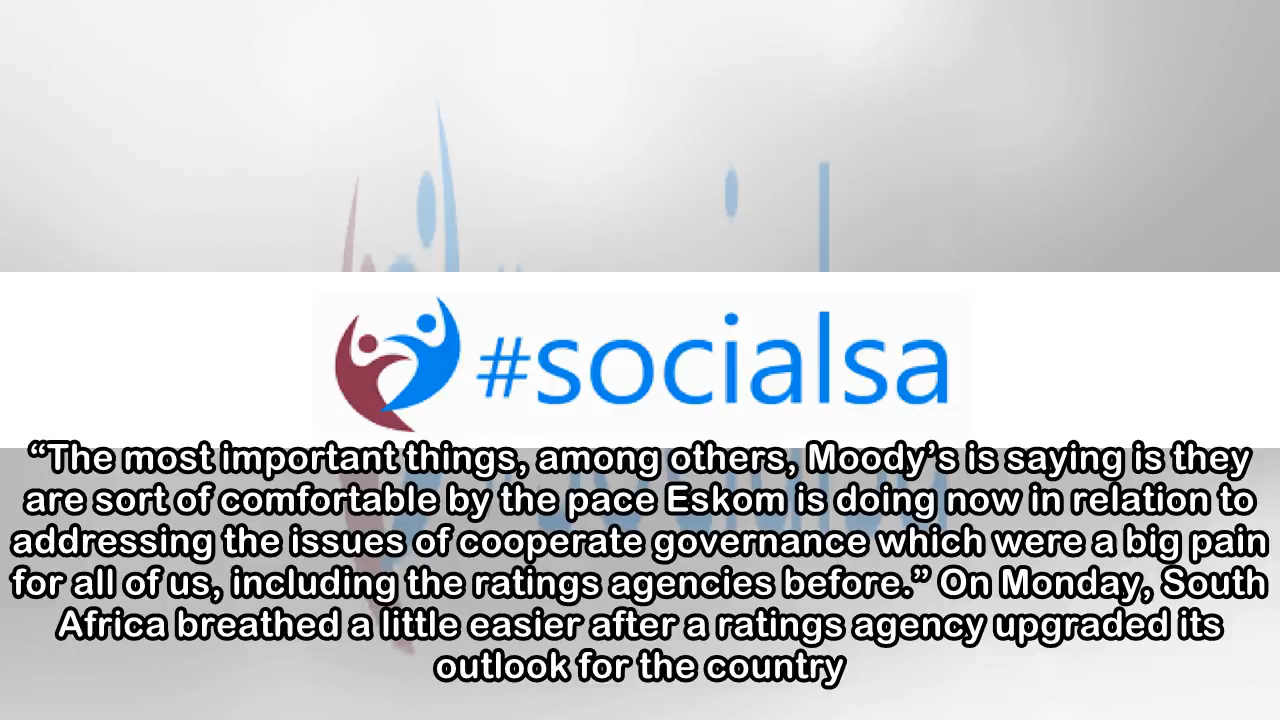 #socialsa
“The most important things, among others, Moody’s is saying is they
are sort of comfortable by the pace Eskom is doing now in relation to
addressing the issues of cooperate governance which were a big pain
for all of us, including the ratings agencies before.” On Monday, South
Africa breathed a little easier after a ratings agency upgraded its
outlook for the country